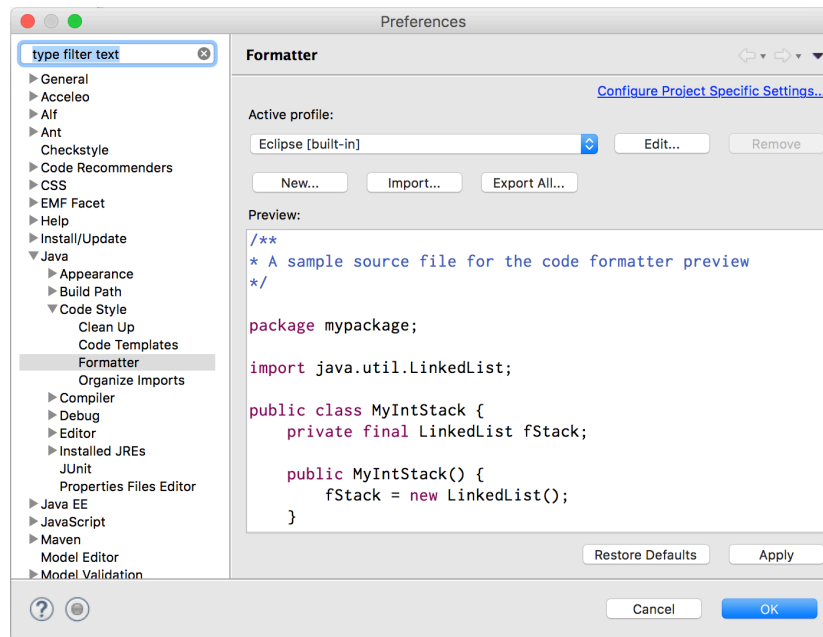 Preferences
type filter text
Formatter
General
Acceleo
Alf
Ant
Checkstyle
Code Recommenders
CSS
EMF Facet
Help
Install/Update
Java
Appearance
Build Path
Code Style
Clean Up
Code Templates
Formatter
Organize Imports
Compiler
Debug
Editor
Installed JREs
JUnit
Properties Files Editor
Java EE
JavaScript
Maven
Model Editor
Model Validation
Configure Project Specific Settings...
Active profile:
Eclipse [built-in]
Edit...
Remove
New...
Import...
Export All...
Preview:
/**
* A sample source file for the code formatter preview
*/
package mypackage;
import java.util.LinkedList;
public class MyIntStack {
private final LinkedList fStack;
public MyIntStack() {
fStack = new LinkedList();
}
Restore Defaults
Apply
?
Cancel
OK